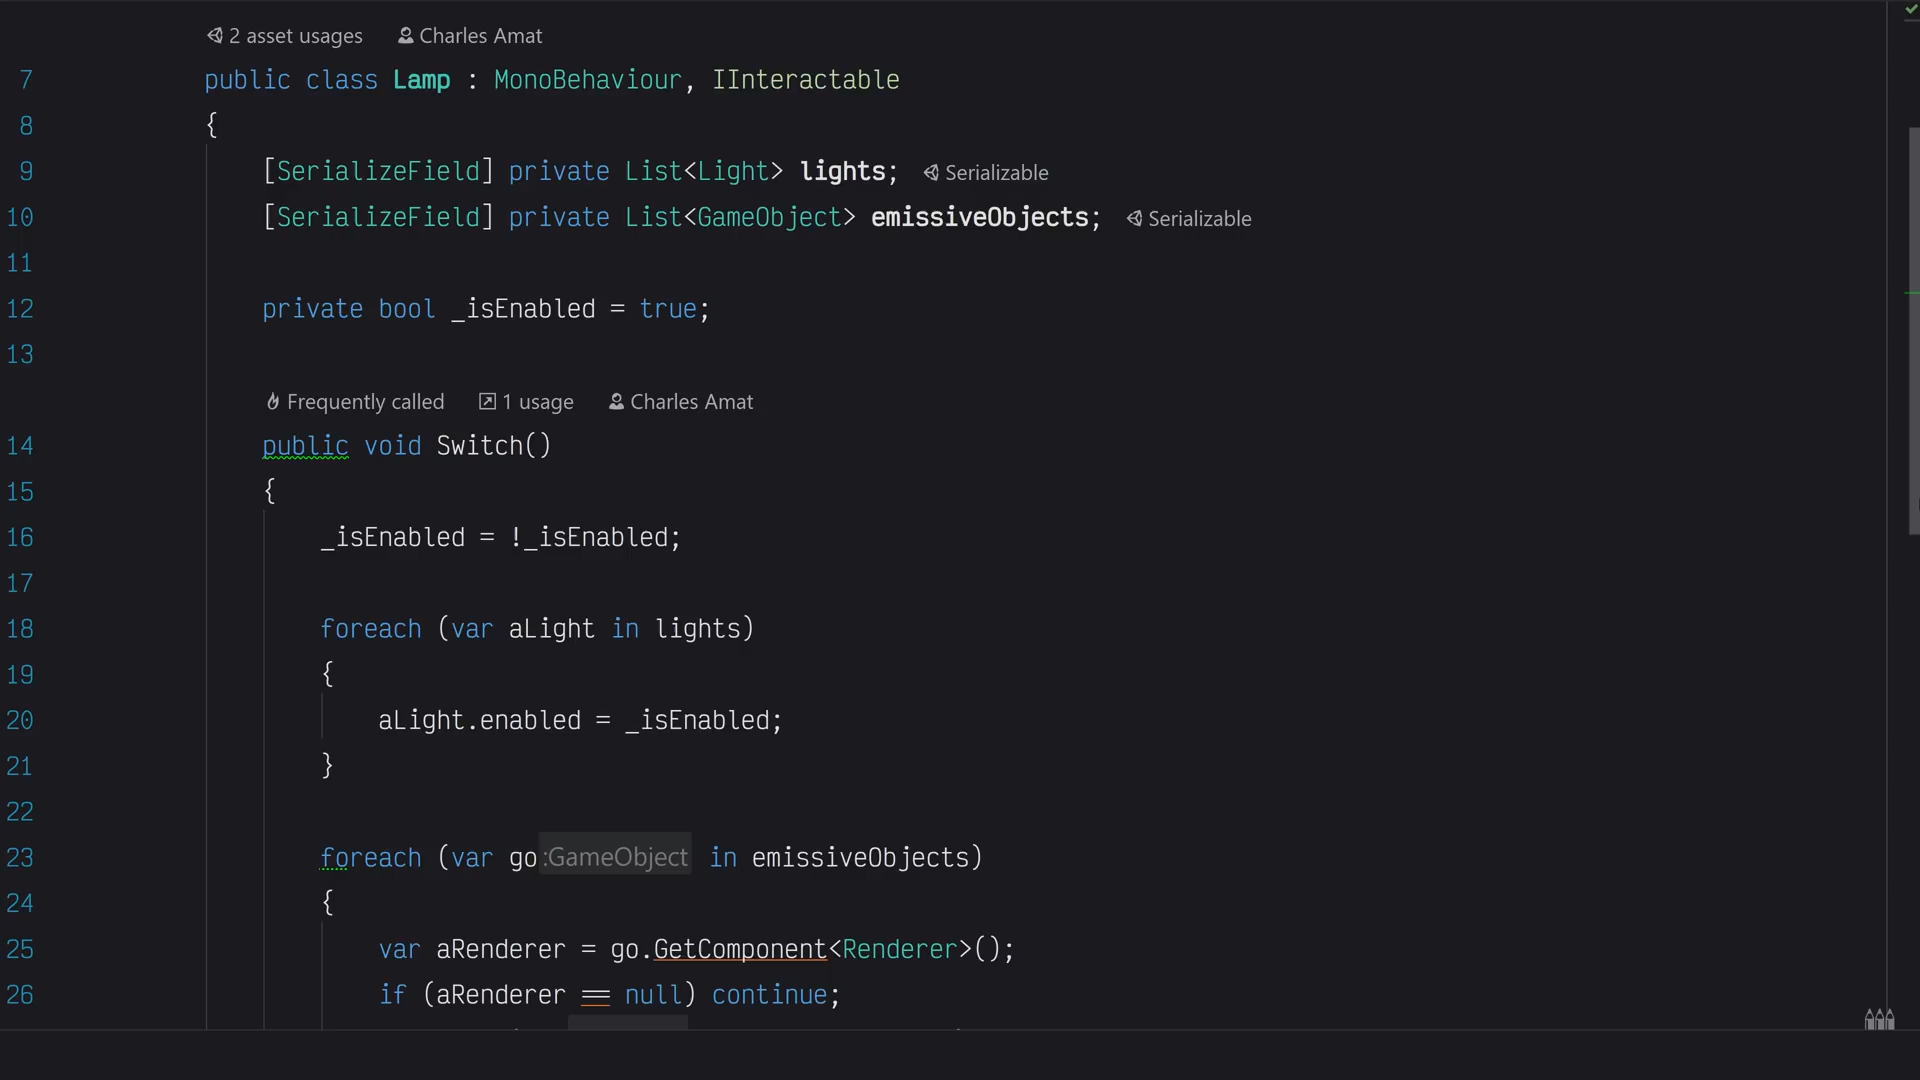 2 asset usages Charles Amat
7 public class Lamp : MonoBehaviour, IInteractable
8 {
9 [SerializeField] private List<Light> lights; Serializable
10 [SerializeField] private List<GameObject> emissiveObjects; Serializable
11
12 private bool _isEnabled = true;
13
Frequently called 1 usage Charles Amat
14 public void Switch()
15 {
16 _isEnabled = !_isEnabled;
17
18 foreach (var aLight in lights)
19 {
20 aLight.enabled = _isEnabled;
21 }
22
23 foreach (var go :GameObject in emissiveObjects)
24 {
25 var aRenderer = go.GetComponent<Renderer>();
26 if (aRenderer == null) continue;